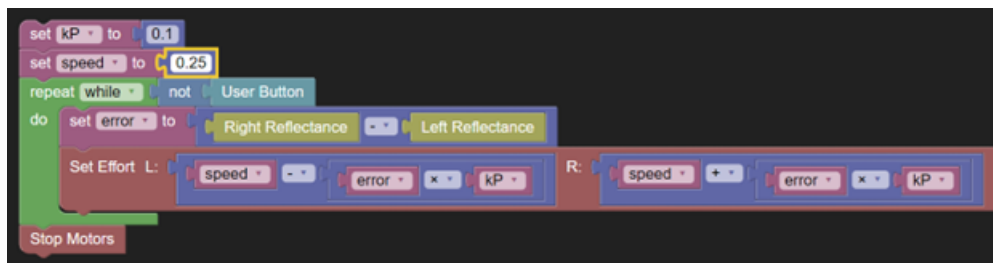 set kP to 0.1
set speed to 0.25
repeat while not User Button
do set error to Right Reflectance - Left Reflectance
Set Effort L: speed - error × kP R: speed + error × kP
Stop Motors